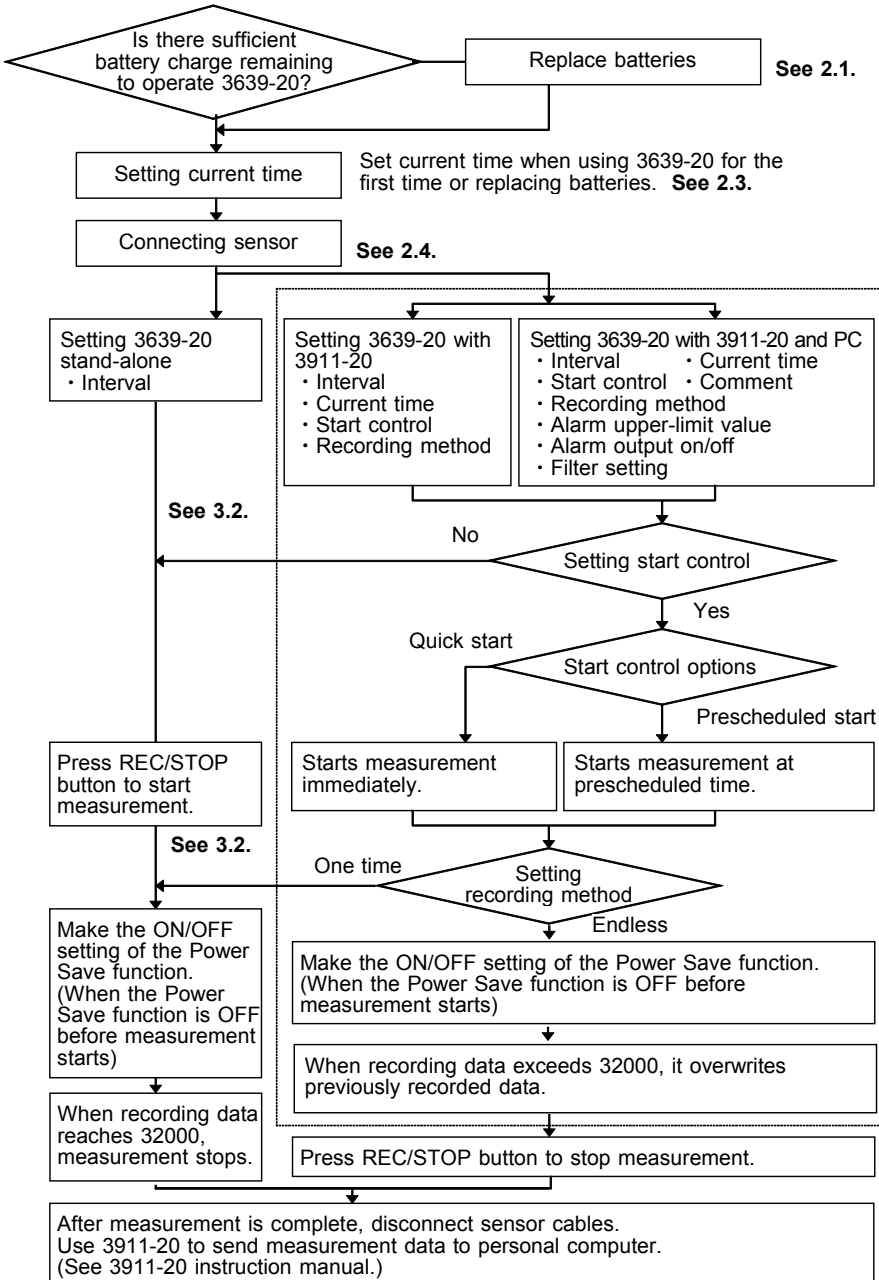 Is there sufficient
battery charge remaining
to operate 3639-20?
Replace batteries
See 2.1.
Setting current time
Set current time when using 3639-20 for the
first time or replacing batteries. See 2.3.
Connecting sensor
See 2.4.
Setting 3639-20
stand-alone
・Interval
Setting 3639-20 with
3911-20
・Interval
・Current time
・Start control
・Recording method
Setting 3639-20 with 3911-20 and PC
・Interval ・Current time
・Start control ・Comment
・Recording method
・Alarm upper-limit value
・Alarm output on/off
・Filter setting
See 3.2.
No
Setting start control
Yes
Quick start
Start control options
Prescheduled start
Press REC/STOP
button to start
measurement.
Starts measurement
immediately.
Starts measurement at
prescheduled time.
See 3.2.
One time
Setting
recording method
Endless
Make the ON/OFF
setting of the Power
Save function.
(When the Power
Save function is OFF
before measurement
starts)
Make the ON/OFF setting of the Power Save function.
(When the Power Save function is OFF before
measurement starts)
When recording data exceeds 32000, it overwrites
previously recorded data.
When recording data
reaches 32000,
measurement stops.
Press REC/STOP button to stop measurement.
After measurement is complete, disconnect sensor cables.
Use 3911-20 to send measurement data to personal computer.
(See 3911-20 instruction manual.)